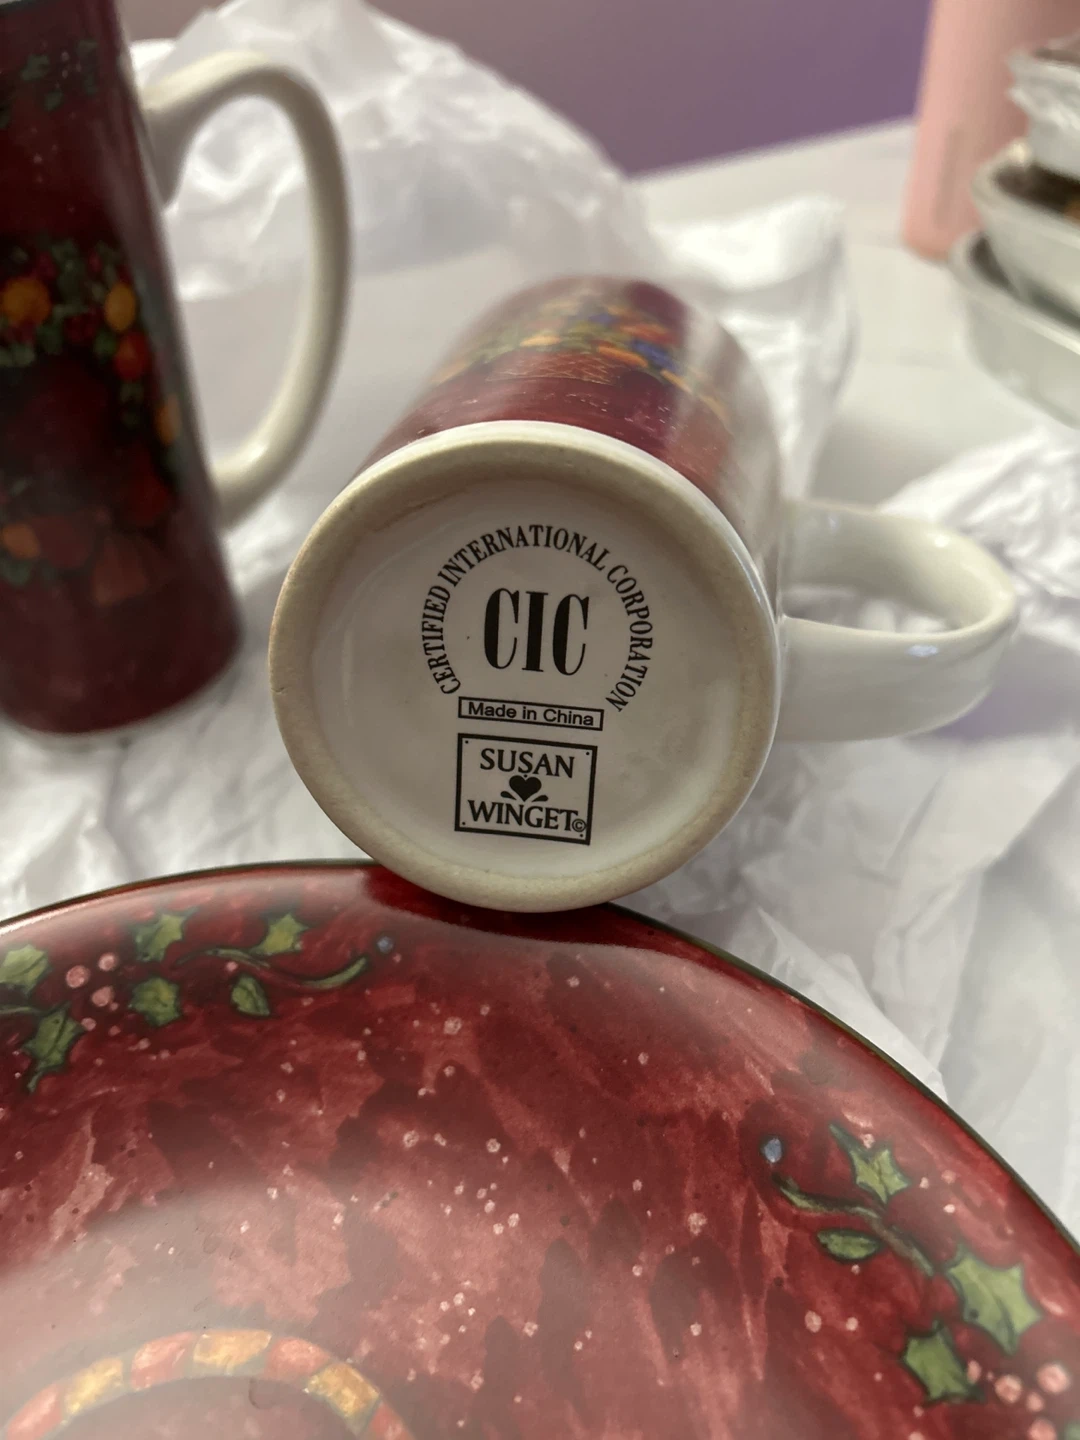 CERTIFIED INTERNATIONAL CORPORATION
CIC
Made in China
SUSAN
WINGET©